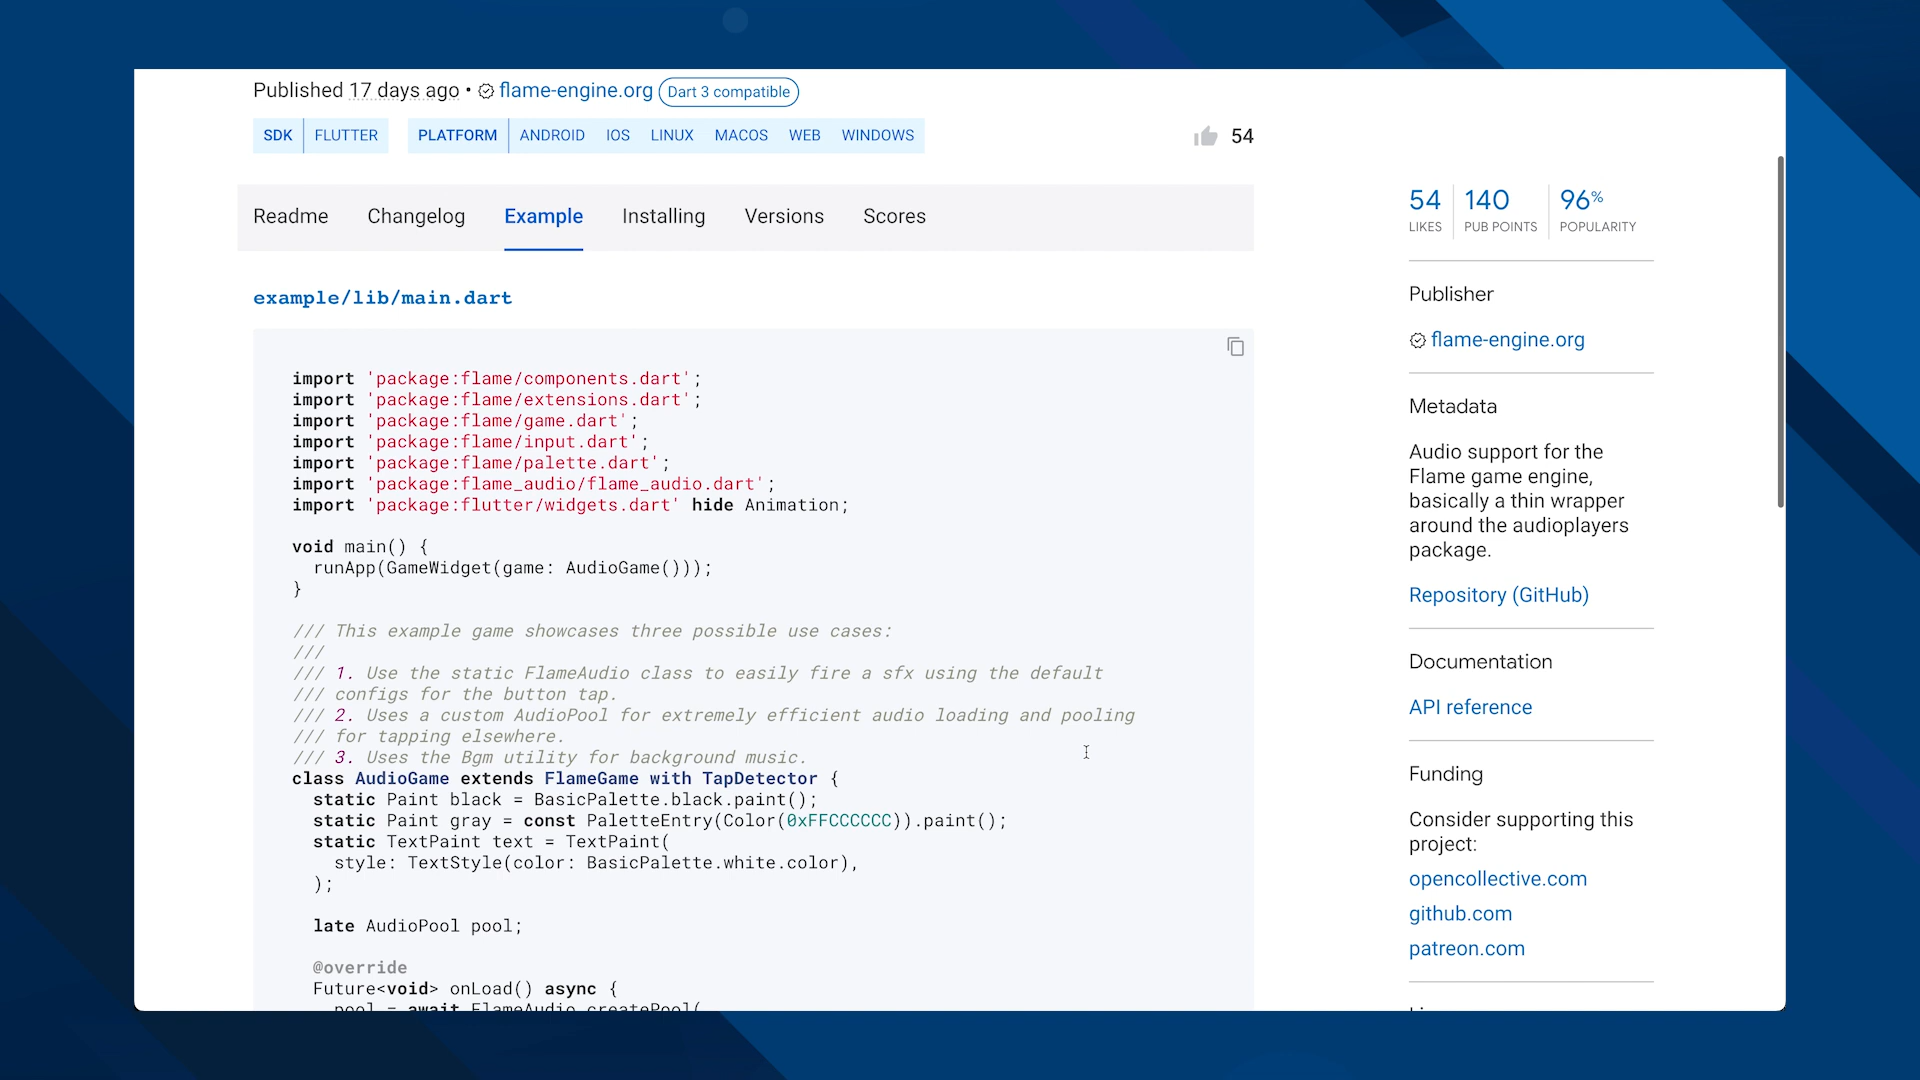 Published 17 days ago • flame-engine.org Dart 3 compatible
SDK FLUTTER PLATFORM ANDROID IOS LINUX MACOS WEB WINDOWS
54
Readme Changelog Example Installing Versions Scores
example/lib/main.dart
import 'package:flame/components.dart';
import 'package:flame/extensions.dart';
import 'package:flame/game.dart';
import 'package:flame/input.dart';
import 'package:flame/palette.dart';
import 'package:flame_audio/flame_audio.dart';
import 'package:flutter/widgets.dart' hide Animation;
void main() {
runApp(GameWidget(game: AudioGame()));
}
/// This example game showcases three possible use cases:
///
/// 1. Use the static FlameAudio class to easily fire a sfx using the default
/// configs for the button tap.
/// 2. Uses a custom AudioPool for extremely efficient audio loading and pooling
/// for tapping elsewhere.
/// 3. Uses the Bgm utility for background music.
class AudioGame extends FlameGame with TapDetector {
static Paint black = BasicPalette.black.paint();
static Paint gray = const PaletteEntry(Color(0xFFCCCCCC)).paint();
static TextPaint text = TextPaint(
style: TextStyle(color: BasicPalette.white.color),
);
late AudioPool pool;
@override
Future<void> onLoad() async {
pool = await FlameAudio.createPool(
54 140 96%
LIKES PUB POINTS POPULARITY
Publisher
flame-engine.org
Metadata
Audio support for the
Flame game engine,
basically a thin wrapper
around the audioplayers
package.
Repository (GitHub)
Documentation
API reference
Funding
Consider supporting this
project:
opencollective.com
github.com
patreon.com